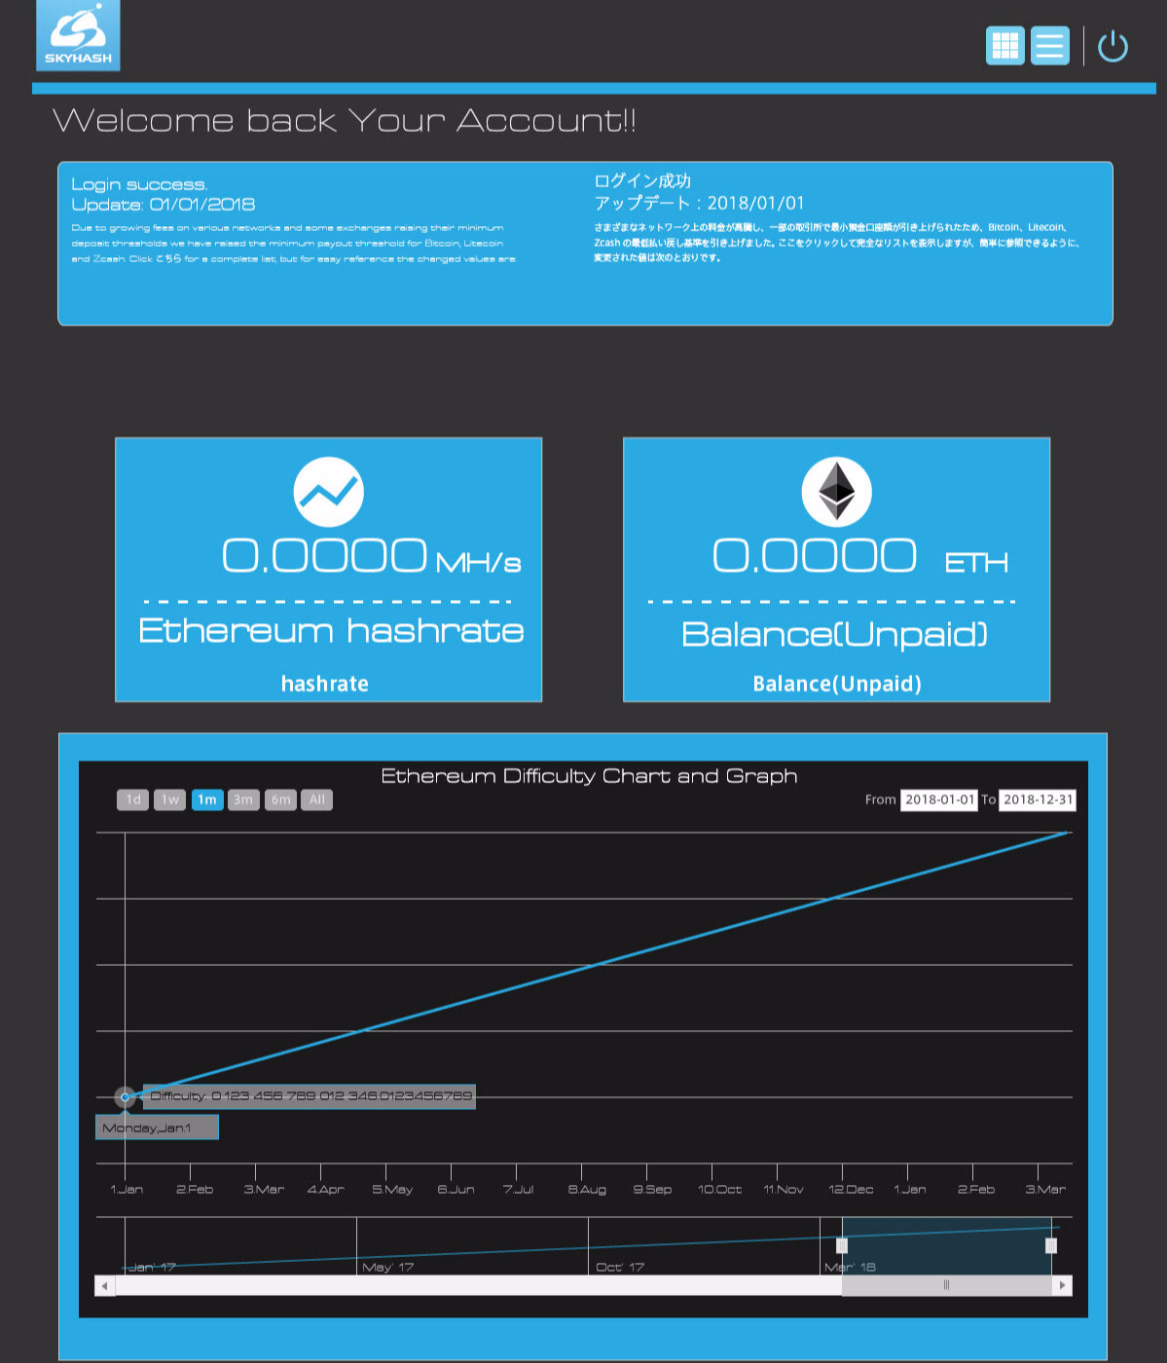 SKYHASH
Welcome back Your Account!!
Login success.
Update: 01/01/2018
Due to growing fees on various networks and some exchanges raising their minimum
deposit thresholds we have raised the minimum payout threshold for Bitcoin, Litecoin
and Zcash. Click こちら for a complete list, but for easy reference the changed values are:
ログイン成功
アップデート：2018/01/01
さまざまなネットワーク上の料金が高騰し、一部の取引所で最小預金口座額が引き上げられたため、Bitcoin、Litecoin、
Zcash の最低払い戻し基準を引き上げました。ここをクリックして完全なリストを表示しますが、簡単に参照できるように、
変更された値は次のとおりです。
0.0000 MH/s
Ethereum hashrate
hashrate
0.0000 ETH
Balance(Unpaid)
Balance(Unpaid)
Ethereum Difficulty Chart and Graph
1d 1w 1m 3m 6m All
From 2018-01-01 To 2018-12-31
Difficulty: 0.123 456 789 012 346.0123456789
Monday,Jan.1
1.Jan 2.Feb 3.Mar 4.Apr 5.May 6.Jun 7.Jul 8.Aug 9.Sep 10.Oct 11.Nov 12.Dec 1.Jan 2.Feb 3.Mar
Jan' 17 May' 17 Oct' 17 Mar' 18